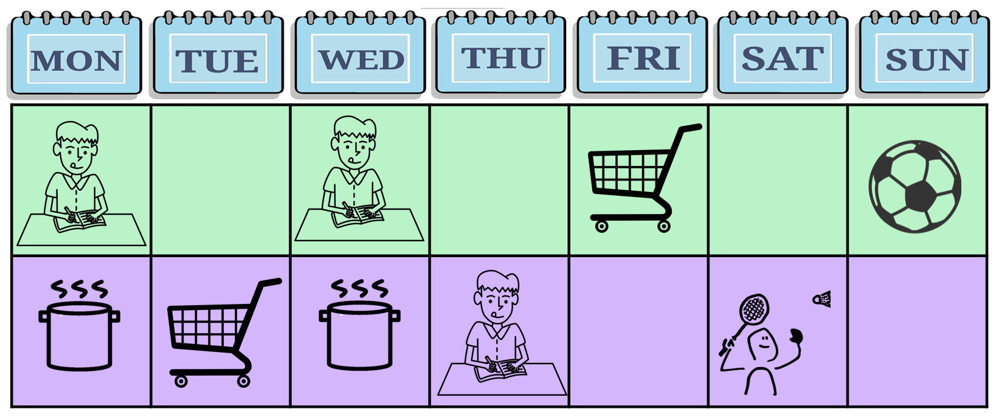 MON TUE WED THU FRI SAT SUN